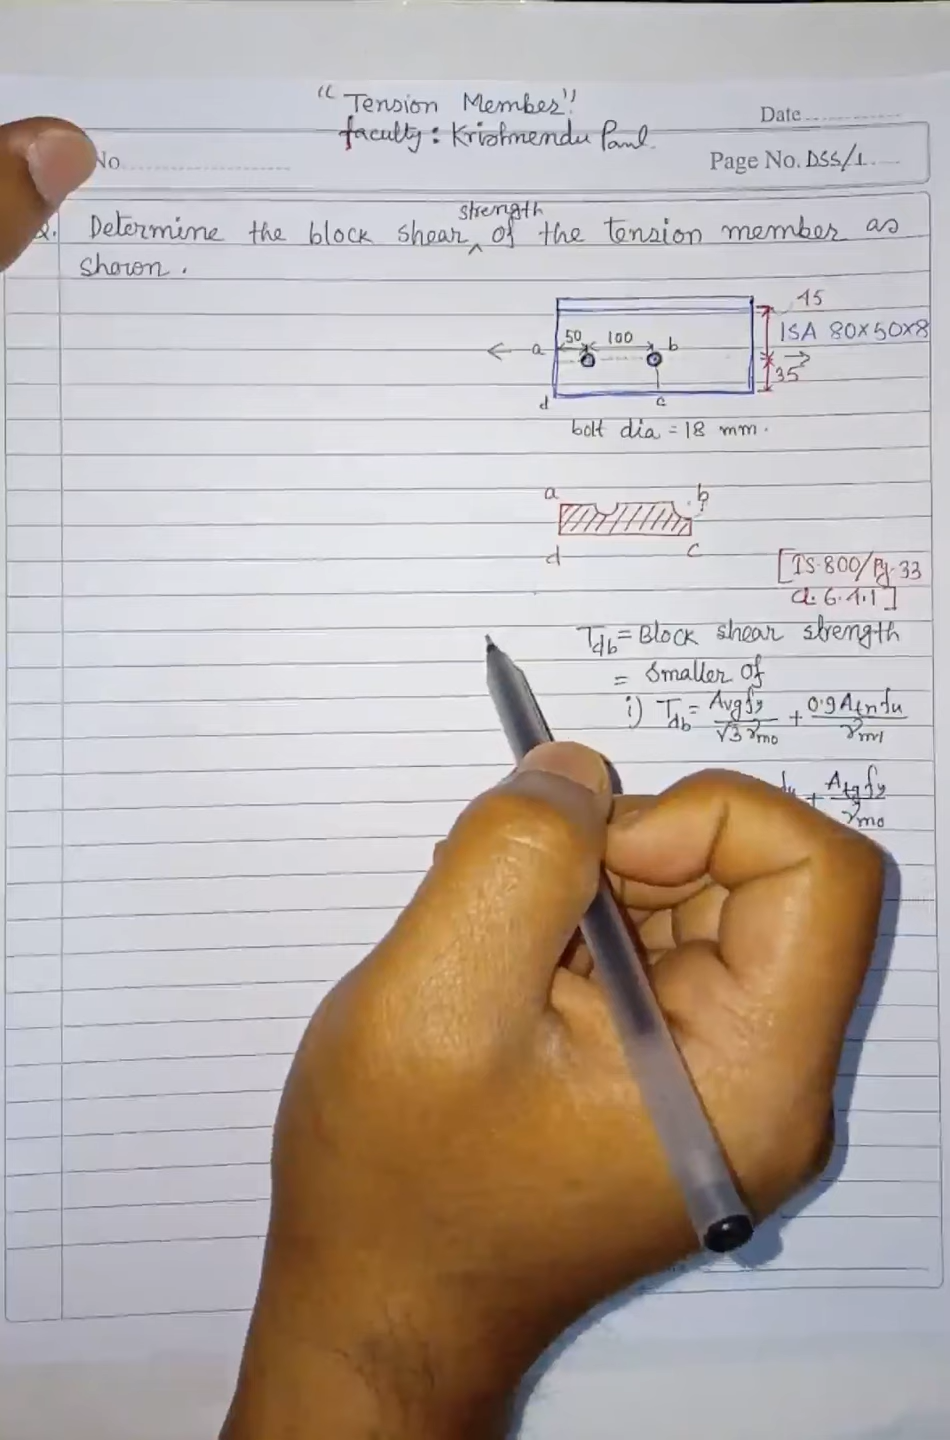 "Tension Member"
faculty: Krishnendu Paul.
Date
No
Page No. DSS/1
strength
Q. Determine the block shear ^ of the tension member as
shown.
45
50 100
a b
ISA 80×50×8
35
d c
bolt dia = 18 mm.
a b
d c
[IS-800/Pg.33
Cl. 6.4.1]
Tdb = Block shear strength
= smaller of
i) Tdb = Avg fy / √3 γm0 + 0.9 Atn fu / γm1
fu + Atg fy / γm0